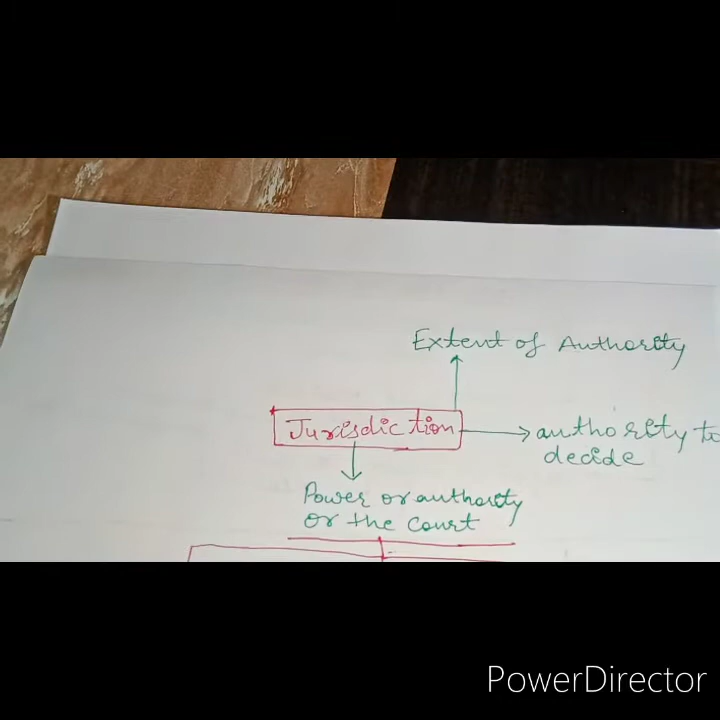 Extent of Authority
Jurisdiction
authority to
decide
Power or authority
or the Court
PowerDirector